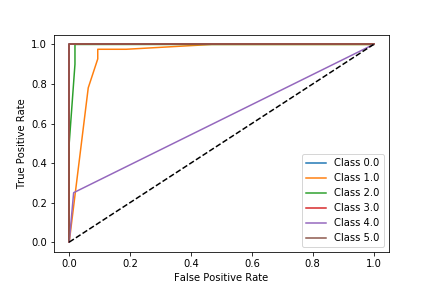 1.0
0.8
0.6
0.4
0.2
0.0
True Positive Rate
Class 0.0
Class 1.0
Class 2.0
Class 3.0
Class 4.0
Class 5.0
0.0 0.2 0.4 0.6 0.8 1.0
False Positive Rate